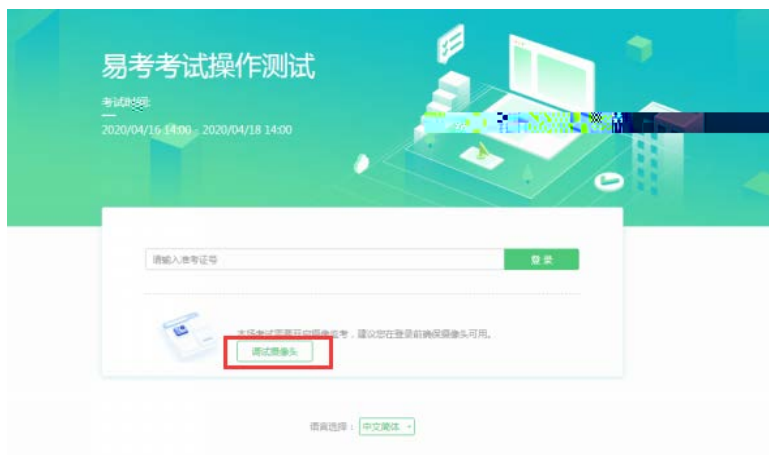 易考考试操作测试
考试时间:
2020/04/16 14:00 - 2020/04/18 14:00
请输入准考证号
登录
本场考试需要开启摄像监考，建议您在登录前确保摄像头可用。
调试摄像头
语言选择： 中文简体